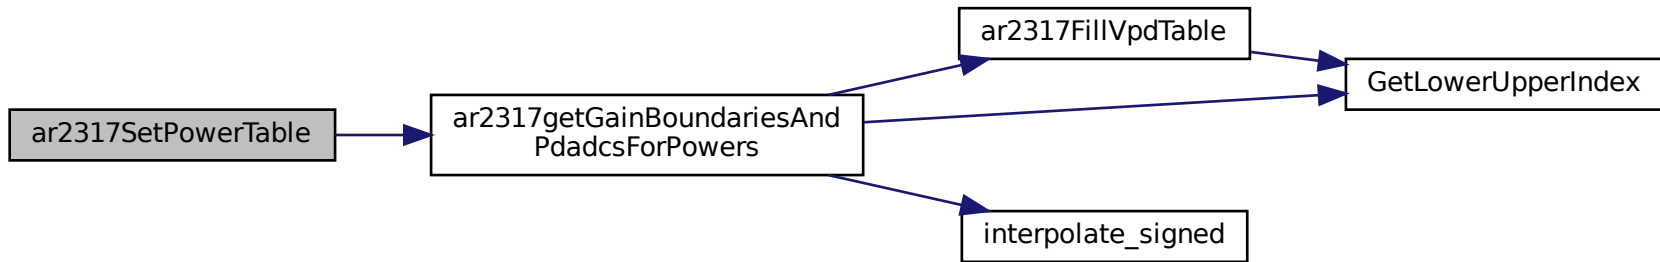 ar2317SetPowerTable
ar2317getGainBoundariesAnd
PdadcsForPowers
ar2317FillVpdTable
GetLowerUpperIndex
interpolate_signed